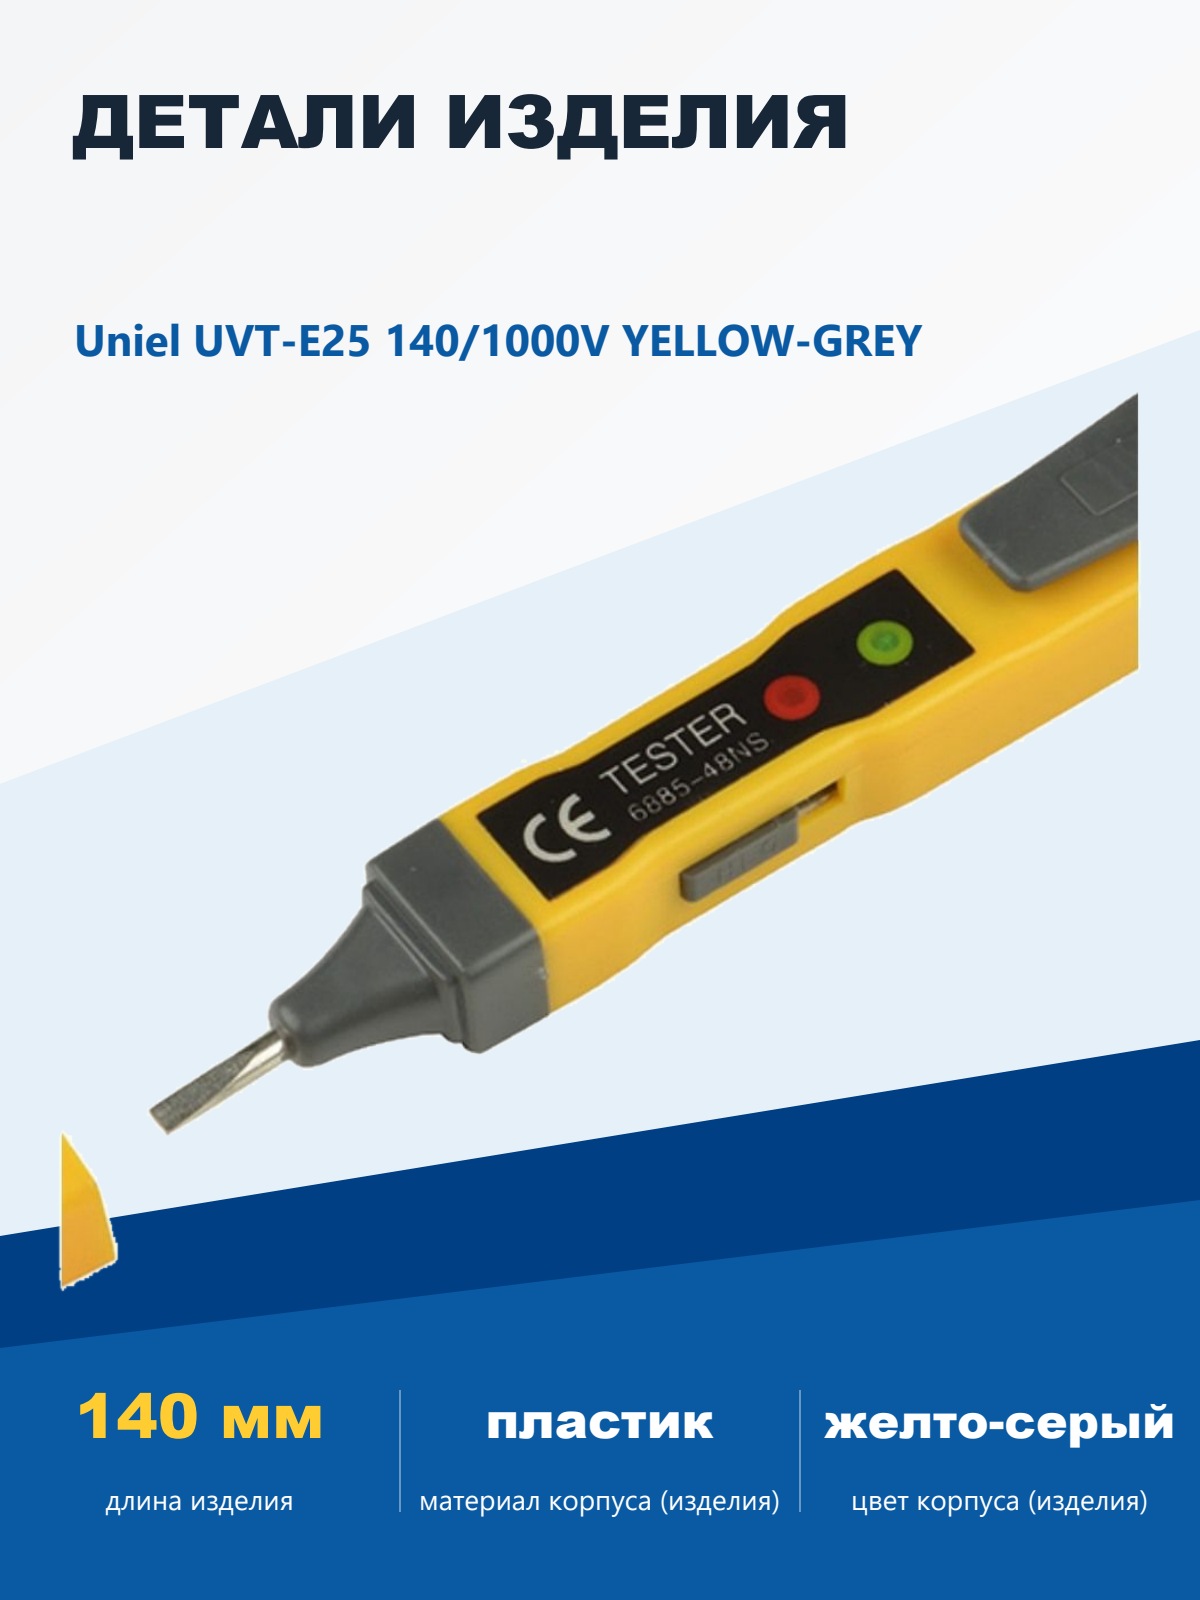 ДЕТАЛИ ИЗДЕЛИЯ
Uniel UVT-E25 140/1000V YELLOW-GREY
CE TESTER
6885-48NS
140 мм
длина изделия
пластик
материал корпуса (изделия)
желто-серый
цвет корпуса (изделия)